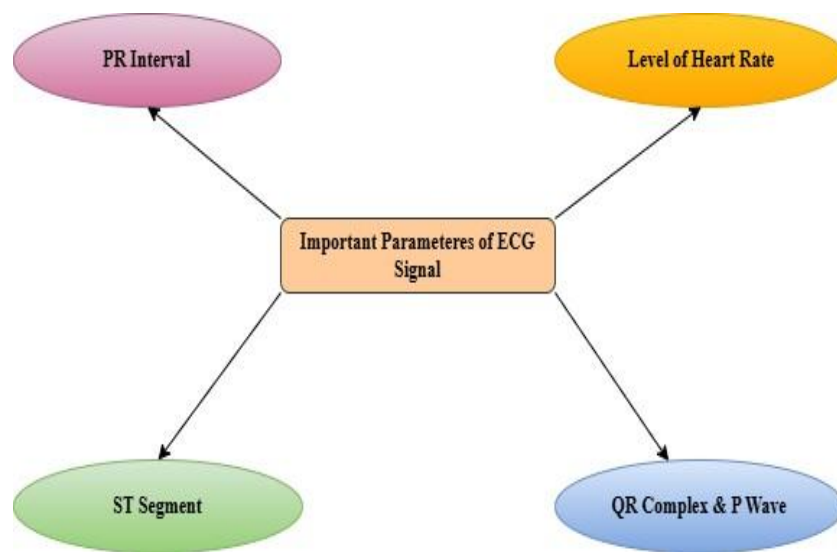 PR Interval
Level of Heart Rate
Important Parameteres of ECG
Signal
ST Segment
QR Complex & P Wave